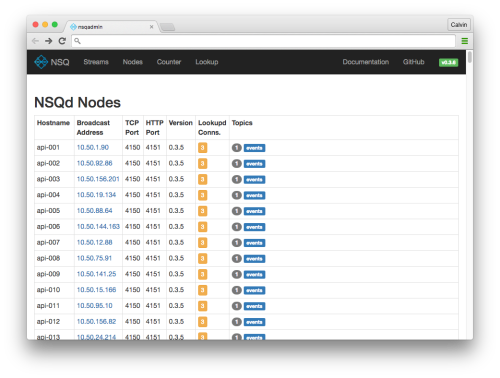 nsqadmin
Calvin
NSQ Streams Nodes Counter Lookup Documentation GitHub v0.3.6
NSQd Nodes
Hostname Broadcast Address TCP Port HTTP Port Version Lookupd Conns. Topics
api-001 10.50.1.90 4150 4151 0.3.5 3 1 events
api-002 10.50.92.86 4150 4151 0.3.5 3 1 events
api-003 10.50.156.201 4150 4151 0.3.5 3 1 events
api-004 10.50.19.134 4150 4151 0.3.5 3 1 events
api-005 10.50.88.64 4150 4151 0.3.5 3 1 events
api-006 10.50.144.163 4150 4151 0.3.5 3 1 events
api-007 10.50.12.88 4150 4151 0.3.5 3 1 events
api-008 10.50.75.91 4150 4151 0.3.5 3 1 events
api-009 10.50.141.25 4150 4151 0.3.5 3 1 events
api-010 10.50.15.166 4150 4151 0.3.5 3 1 events
api-011 10.50.95.10 4150 4151 0.3.5 3 1 events
api-012 10.50.156.82 4150 4151 0.3.5 3 1 events
api-013 10.50.24.214 4150 4151 0.3.5 3 1 events